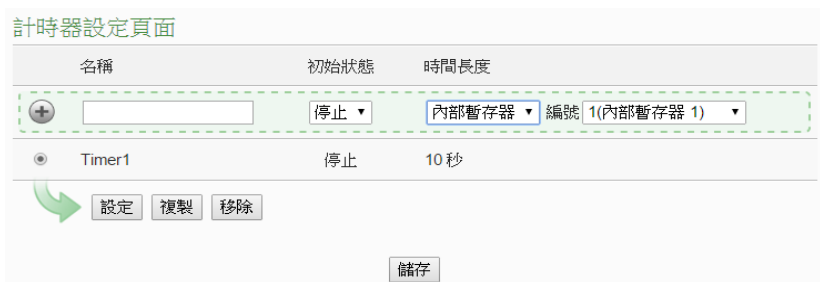 計時器設定頁面
名稱 初始狀態 時間長度
停止 內部暫存器 編號 1(內部暫存器 1)
Timer1 停止 10 秒
設定 複製 移除
儲存